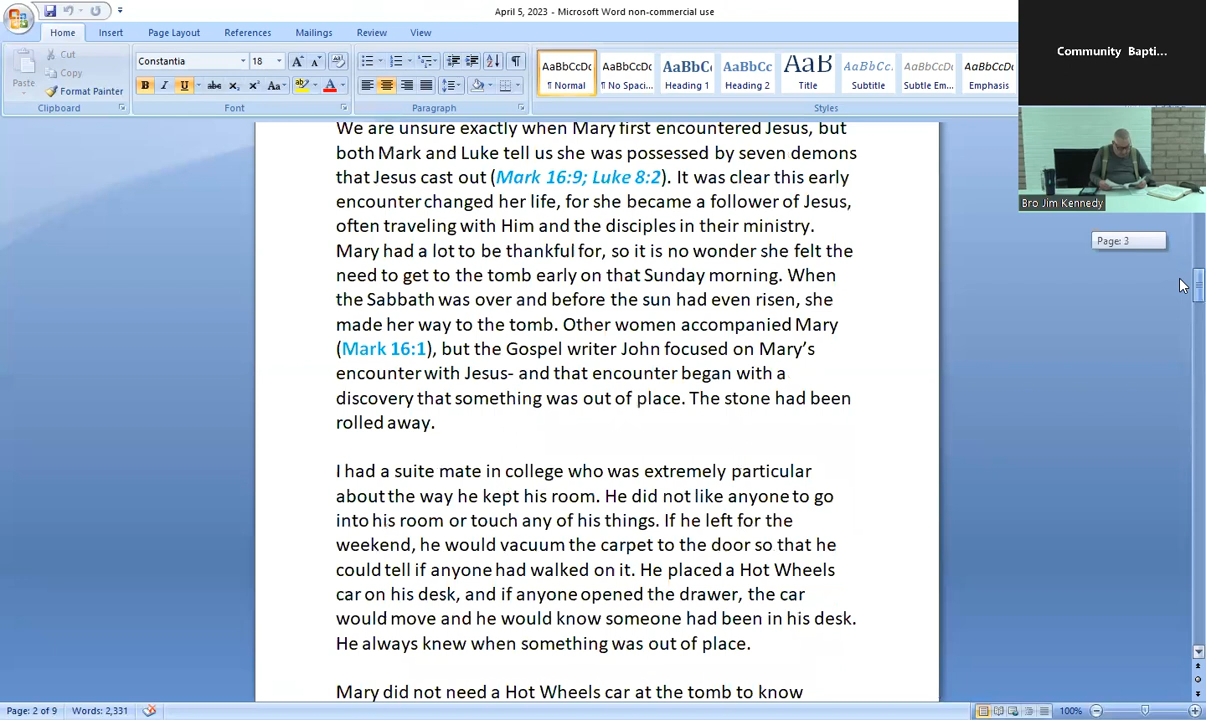 April 5, 2023 - Microsoft Word non-commercial use
Home Insert Page Layout References Mailings Review View
Paste
Cut
Copy
Format Painter
Clipboard
Constantia 18
B I U abc X₂ X² Aa
Font
Paragraph
AaBbCcDc AaBbCcDc AaBbC AaBbCc AaB AaBbCc. AaBbCcDc AaBbCcDc
¶ Normal ¶ No Spaci... Heading 1 Heading 2 Title Subtitle Subtle Em... Emphasis
Styles
Community Bapti...
Bro Jim Kennedy
Page: 3
We are unsure exactly when Mary first encountered Jesus, but
both Mark and Luke tell us she was possessed by seven demons
that Jesus cast out (Mark 16:9; Luke 8:2). It was clear this early
encounter changed her life, for she became a follower of Jesus,
often traveling with Him and the disciples in their ministry.
Mary had a lot to be thankful for, so it is no wonder she felt the
need to get to the tomb early on that Sunday morning. When
the Sabbath was over and before the sun had even risen, she
made her way to the tomb. Other women accompanied Mary
(Mark 16:1), but the Gospel writer John focused on Mary’s
encounter with Jesus- and that encounter began with a
discovery that something was out of place. The stone had been
rolled away.
I had a suite mate in college who was extremely particular
about the way he kept his room. He did not like anyone to go
into his room or touch any of his things. If he left for the
weekend, he would vacuum the carpet to the door so that he
could tell if anyone had walked on it. He placed a Hot Wheels
car on his desk, and if anyone opened the drawer, the car
would move and he would know someone had been in his desk.
He always knew when something was out of place.
Mary did not need a Hot Wheels car at the tomb to know
Page: 2 of 9 Words: 2,331 100%